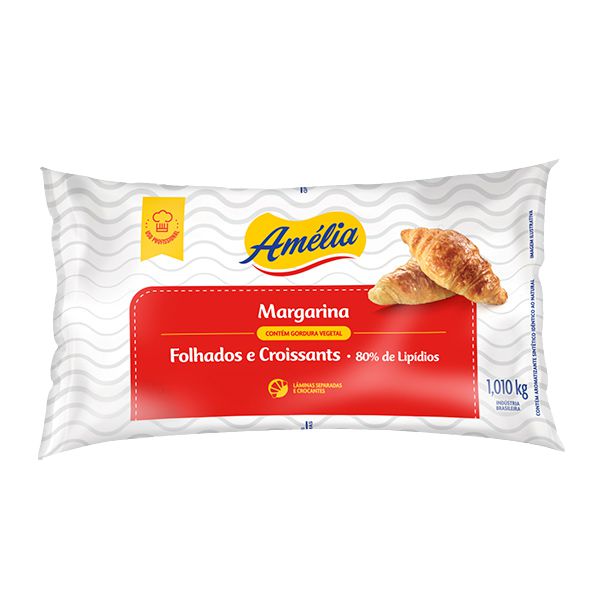 USO PROFISSIONAL
Amélia
Margarina
CONTÉM GORDURA VEGETAL
Folhados e Croissants • 80% de Lipídios
LÂMINAS SEPARADAS
E CROCANTES
1,010 kg
INDÚSTRIA
BRASILEIRA
CONTÉM AROMATIZANTE SINTÉTICO IDÊNTICO AO NATURAL
IMAGEM ILUSTRATIVA